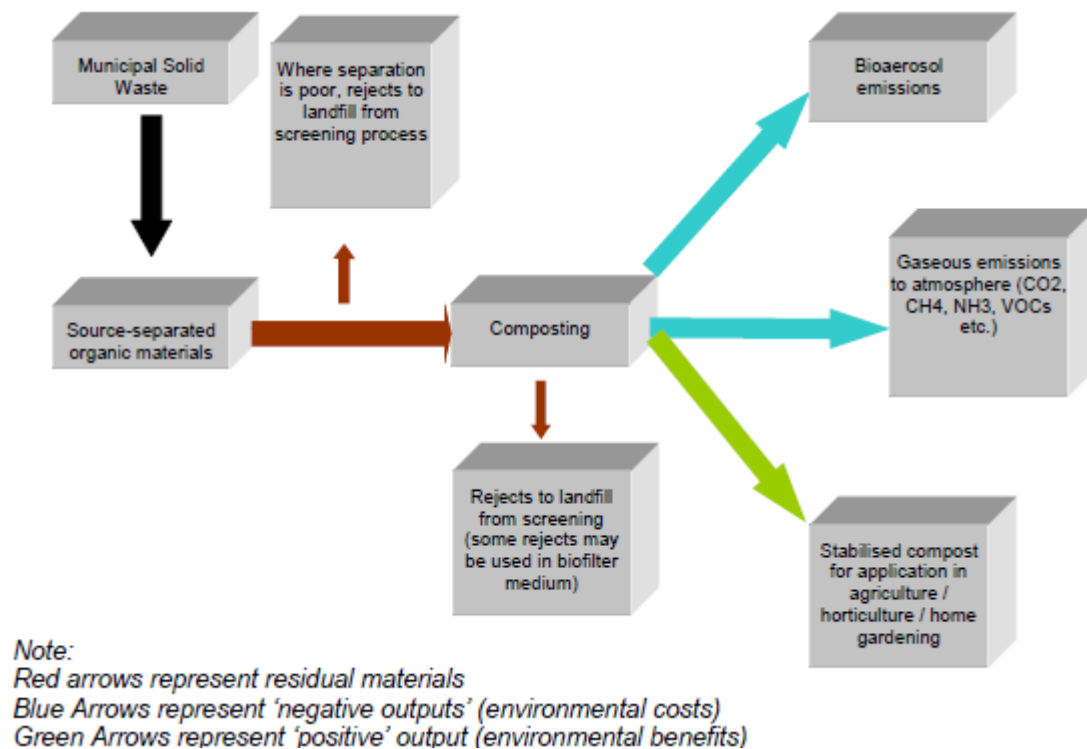 Municipal Solid
Waste
Where separation
is poor, rejects to
landfill from
screening process
Bioaerosol
emissions
Source-separated
organic materials
Composting
Gaseous emissions
to atmosphere (CO2,
CH4, NH3, VOCs
etc.)
Rejects to landfill
from screening
(some rejects may
be used in biofilter
medium)
Stabilised compost
for application in
agriculture /
horticulture / home
gardening
Note:
Red arrows represent residual materials
Blue Arrows represent ‘negative outputs’ (environmental costs)
Green Arrows represent ‘positive’ output (environmental benefits)